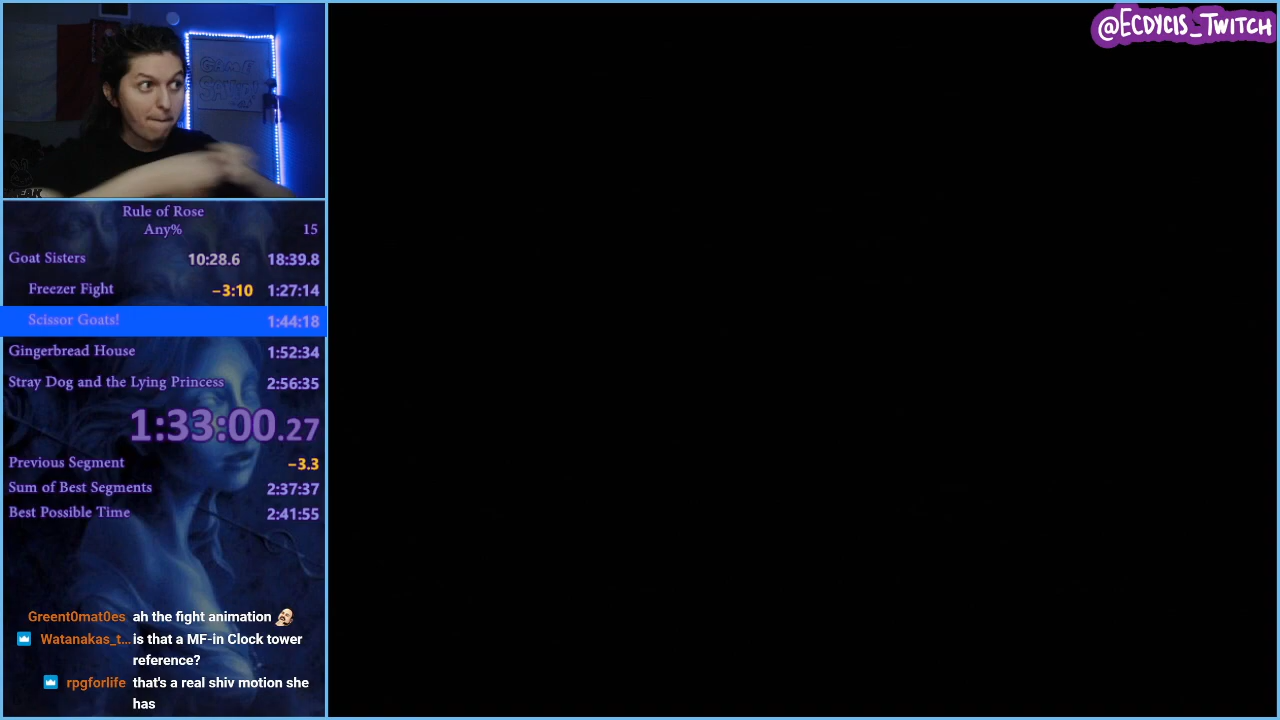 @ECDYCIS_TWITCH
GAME
Rule of Rose
Any% 15
Goat Sisters 10:28.6 18:39.8
Freezer Fight −3:10 1:27:14
Scissor Goats! 1:44:18
Gingerbread House 1:52:34
Stray Dog and the Lying Princess 2:56:35
1:33:00.27
Previous Segment −3.3
Sum of Best Segments 2:37:37
Best Possible Time 2:41:55
Greent0mat0es ah the fight animation
Watanakas_t... is that a MF-in Clock tower
reference?
rpgforlife that's a real shiv motion she
has